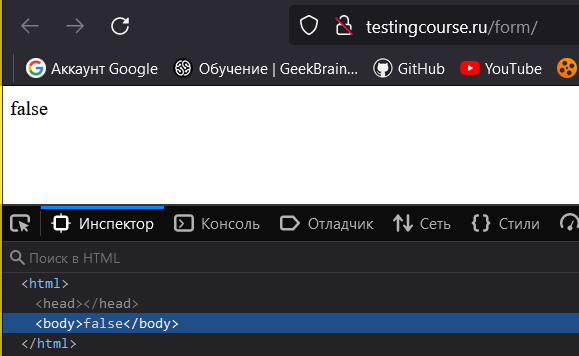 testingcourse.ru/form/
Аккаунт Google Обучение | GeekBrain... GitHub YouTube
false
Инспектор Консоль Отладчик Сеть Стили
Поиск в HTML
<html>
<head></head>
<body>false</body>
</html>